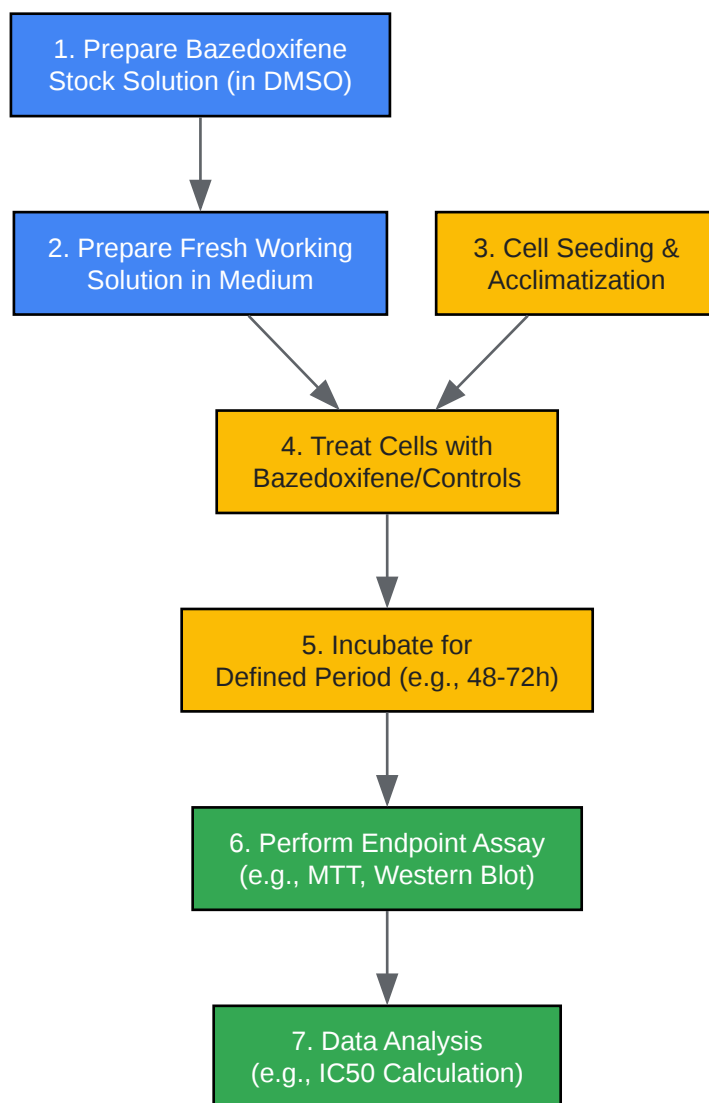 1. Prepare Bazedoxifene
Stock Solution (in DMSO)
2. Prepare Fresh Working
Solution in Medium
3. Cell Seeding &
Acclimatization
4. Treat Cells with
Bazedoxifene/Controls
5. Incubate for
Defined Period (e.g., 48-72h)
6. Perform Endpoint Assay
(e.g., MTT, Western Blot)
7. Data Analysis
(e.g., IC50 Calculation)